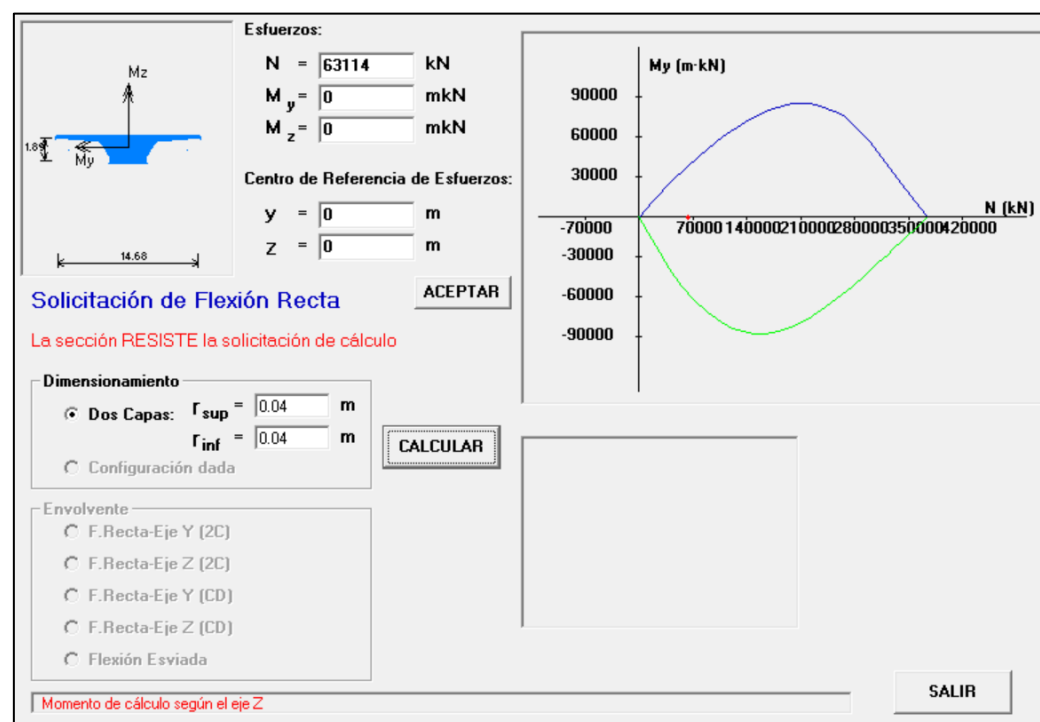 Esfuerzos:
N = 63114 kN
My = 0 mkN
Mz = 0 mkN
Centro de Referencia de Esfuerzos:
y = 0 m
z = 0 m
ACEPTAR
Mz
My
1.89
14.68
Solicitación de Flexión Recta
La sección RESISTE la solicitación de cálculo
Dimensionamiento
Dos Capas: rsup = 0.04 m
rinf = 0.04 m
Configuración dada
CALCULAR
Envolvente
F.Recta-Eje Y (2C)
F.Recta-Eje Z (2C)
F.Recta-Eje Y (CD)
F.Recta-Eje Z (CD)
Flexión Esviada
Momento de cálculo según el eje Z
My (m·kN)
90000
60000
30000
N (kN)
-70000 70000 140000 210000 280000 350000 420000
-30000
-60000
-90000
SALIR